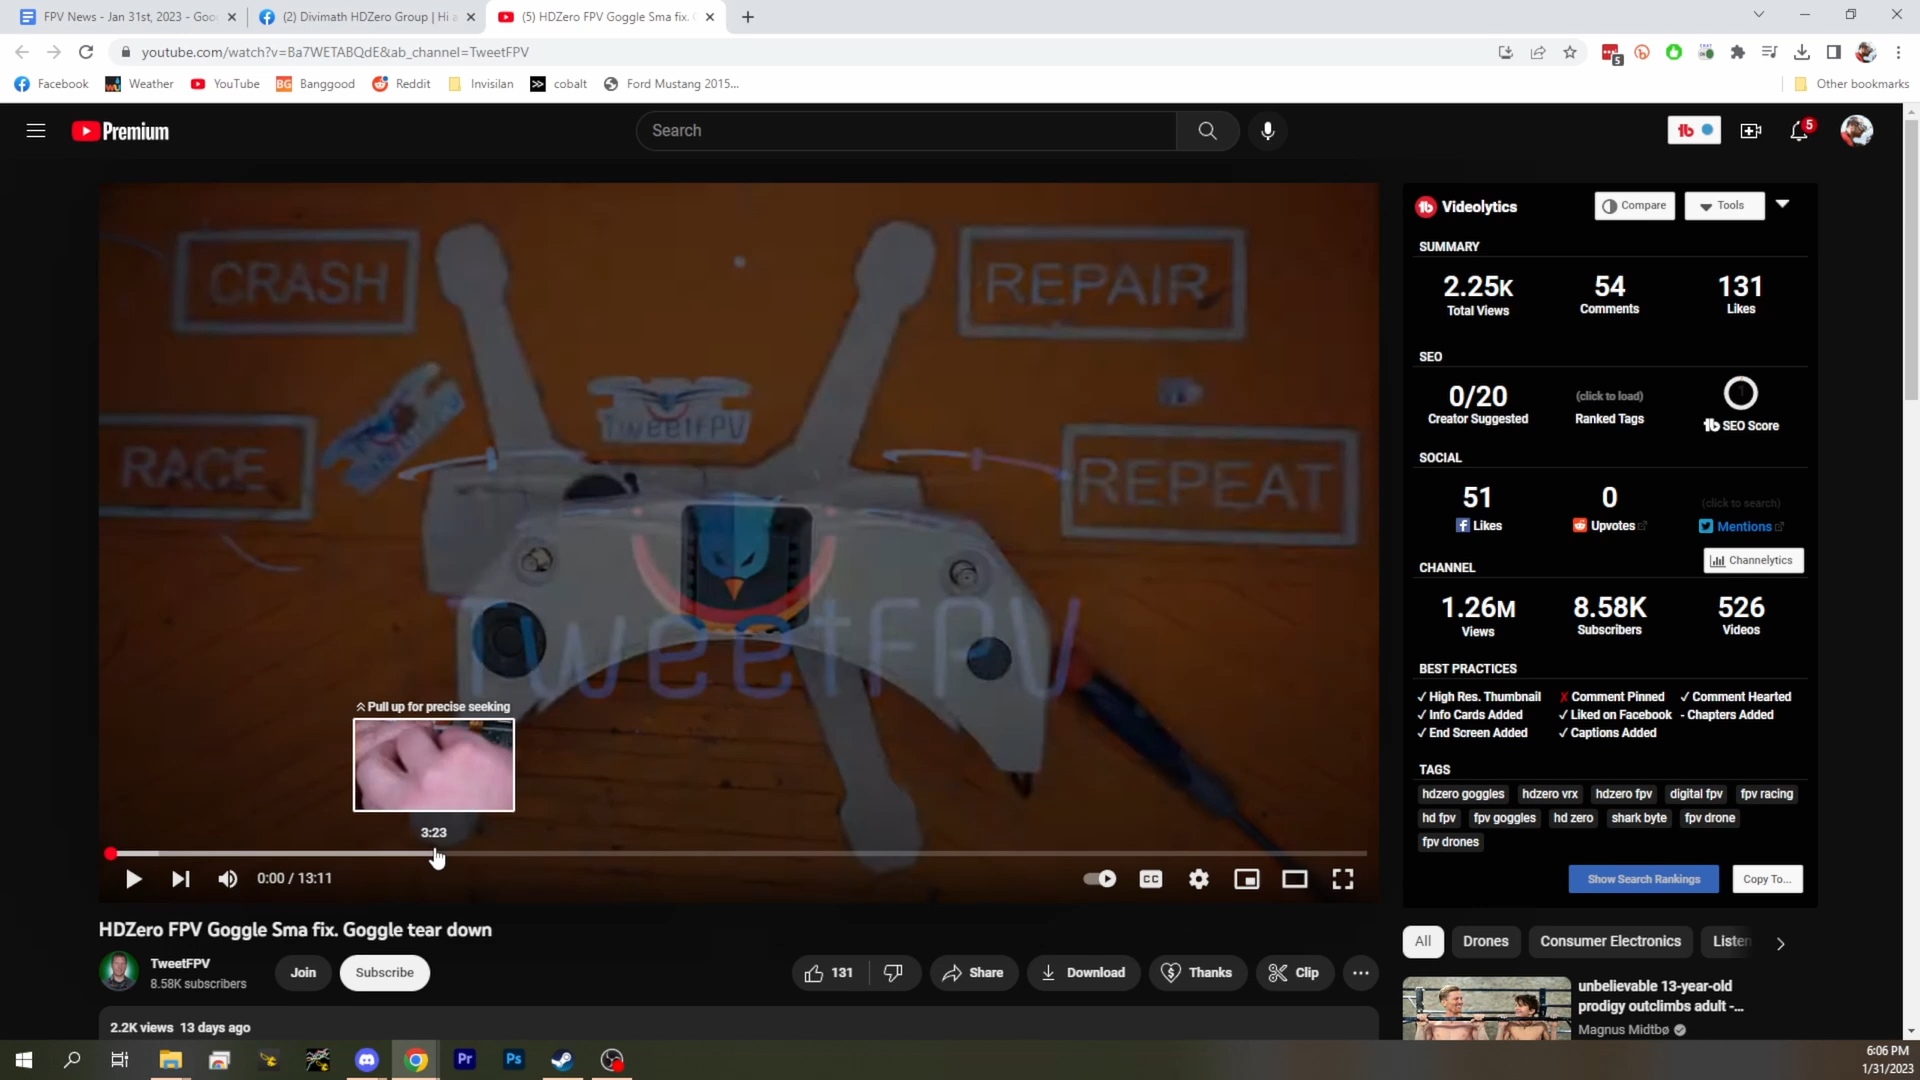 FPV News - Jan 31st, 2023 - Goo
(2) Divimath HDZero Group | Hi a
(5) HDZero FPV Goggle Sma fix.
youtube.com/watch?v=Ba7WETABQdE&ab_channel=TweetFPV
5
Facebook
Weather
YouTube
BG Banggood
Reddit
Invisilan
cobalt
Ford Mustang 2015...
Other bookmarks
Premium
Search
tb
5
CRASH
REPAIR
RACE
REPEAT
TweetFPV
TweetFPV
Pull up for precise seeking
3:23
0:00 / 13:11
CC
Videolytics
Compare
Tools
SUMMARY
2.25K 54 131
Total Views Comments Likes
SEO
0/20 (click to load)
Creator Suggested Ranked Tags tb SEO Score
SOCIAL
51 0 (click to search)
Likes Upvotes Mentions
CHANNEL
Channelytics
1.26M 8.58K 526
Views Subscribers Videos
BEST PRACTICES
✓ High Res. Thumbnail ✗ Comment Pinned ✓ Comment Hearted
✓ Info Cards Added ✓ Liked on Facebook - Chapters Added
✓ End Screen Added ✓ Captions Added
TAGS
hdzero goggles hdzero vrx hdzero fpv digital fpv fpv racing
hd fpv fpv goggles hd zero shark byte fpv drone
fpv drones
Show Search Rankings
Copy To...
HDZero FPV Goggle Sma fix. Goggle tear down
TweetFPV
8.58K subscribers
Join
Subscribe
131
Share
Download
Thanks
Clip
2.2K views 13 days ago
All
Drones
Consumer Electronics
Listen
unbelievable 13-year-old
prodigy outclimbs adult -...
Magnus Midtbø
Pr
Ps
6:06 PM
1/31/2023